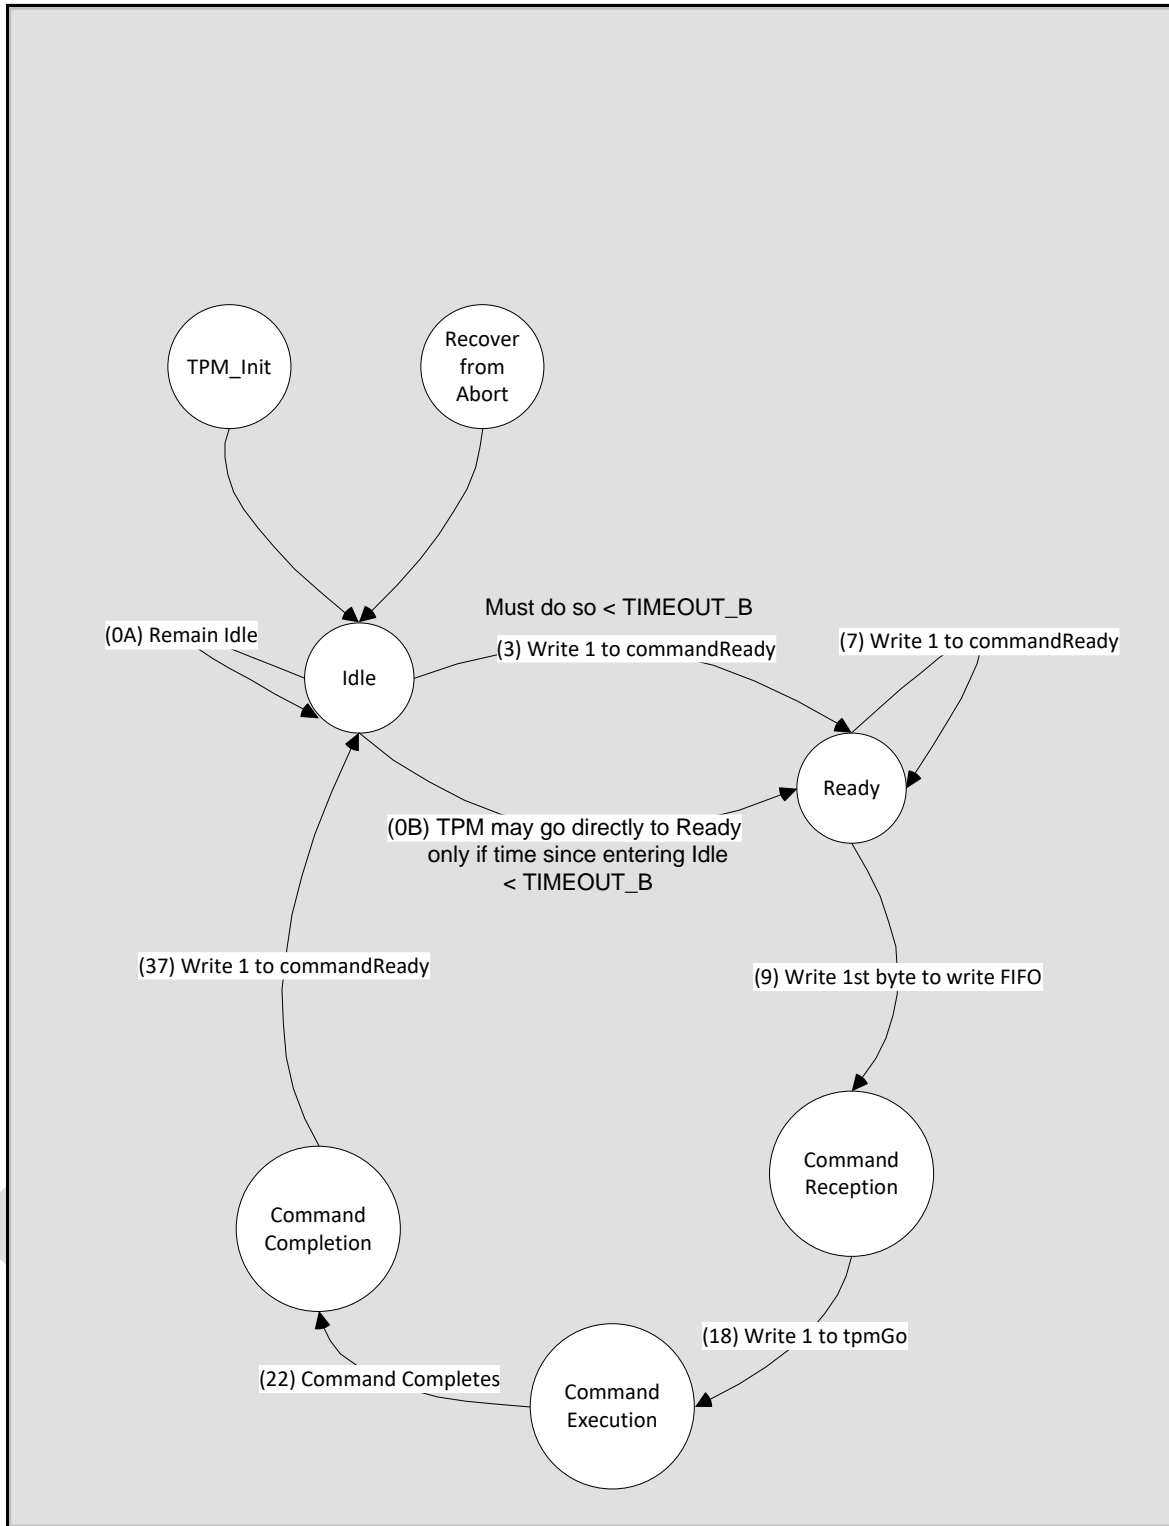 TPM_Init
Recover
from
Abort
Must do so < TIMEOUT_B
(0A) Remain Idle
(3) Write 1 to commandReady
(7) Write 1 to commandReady
Idle
Ready
(0B) TPM may go directly to Ready
only if time since entering Idle
< TIMEOUT_B
(37) Write 1 to commandReady
(9) Write 1st byte to write FIFO
Command
Reception
Command
Completion
(18) Write 1 to tpmGo
(22) Command Completes
Command
Execution